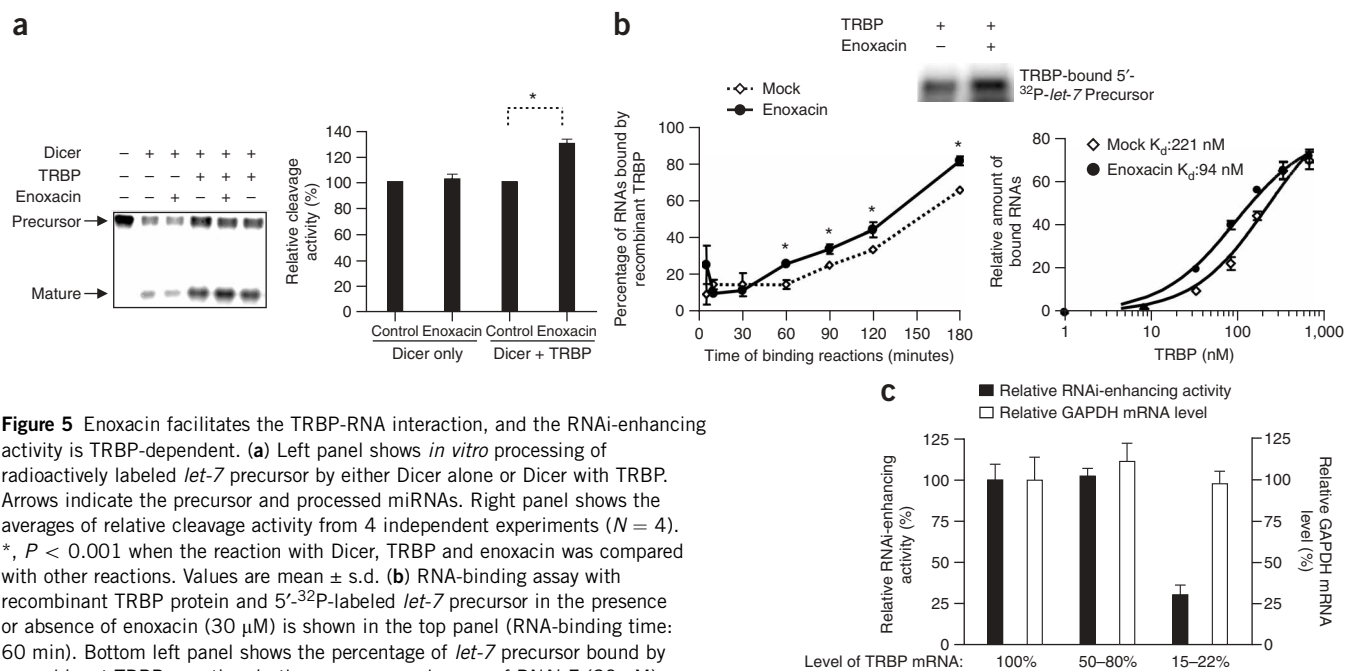 a
Dicer – + + + + +
TRBP – – – + + +
Enoxacin – – + – + –
Precursor
Mature
Relative cleavage
activity (%)
140
120
100
80
60
40
20
0
*
Control Enoxacin Control Enoxacin
Dicer only Dicer + TRBP
b
TRBP + +
Enoxacin – +
TRBP-bound 5′-
³²P-let-7 Precursor
Mock
Enoxacin
Percentage of RNAs bound by
recombinant TRBP
100
80
60
40
20
0
* * * *
0 30 60 90 120 180
Time of binding reactions (minutes)
Relative amount of
bound RNAs
80
60
40
20
0
Mock Kd:221 nM
Enoxacin Kd:94 nM
1 10 100 1,000
TRBP (nM)
c
Relative RNAi-enhancing activity
Relative GAPDH mRNA level
Relative RNAi-enhancing
activity (%)
125
100
75
50
25
0
125
100
75
50
25
0
Relative GAPDH mRNA
level (%)
Level of TRBP mRNA: 100% 50–80% 15–22%
Figure 5 Enoxacin facilitates the TRBP-RNA interaction, and the RNAi-enhancing
activity is TRBP-dependent. (a) Left panel shows in vitro processing of
radioactively labeled let-7 precursor by either Dicer alone or Dicer with TRBP.
Arrows indicate the precursor and processed miRNAs. Right panel shows the
averages of relative cleavage activity from 4 independent experiments (N = 4).
*, P < 0.001 when the reaction with Dicer, TRBP and enoxacin was compared
with other reactions. Values are mean ± s.d. (b) RNA-binding assay with
recombinant TRBP protein and 5′-³²P-labeled let-7 precursor in the presence
or absence of enoxacin (30 µM) is shown in the top panel (RNA-binding time:
60 min). Bottom left panel shows the percentage of let-7 precursor bound by